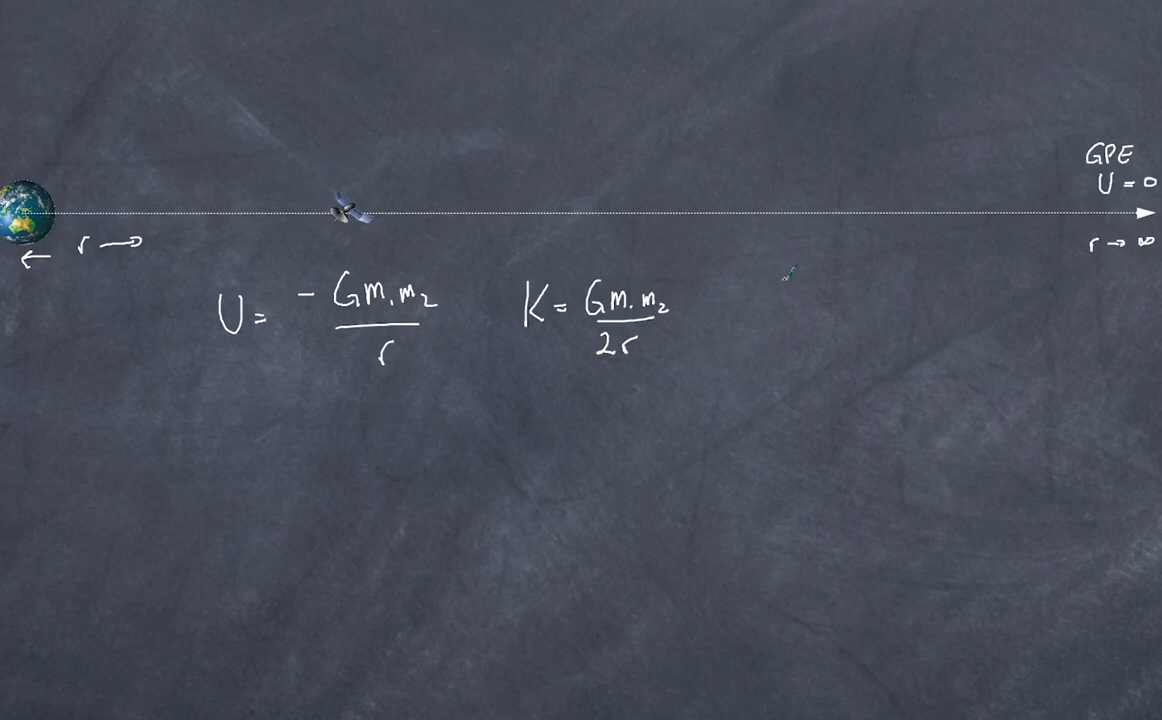 GPE
U = 0
r → ∞
← r →
U = - Gm₁m₂ / r
K = Gm₁m₂ / 2r